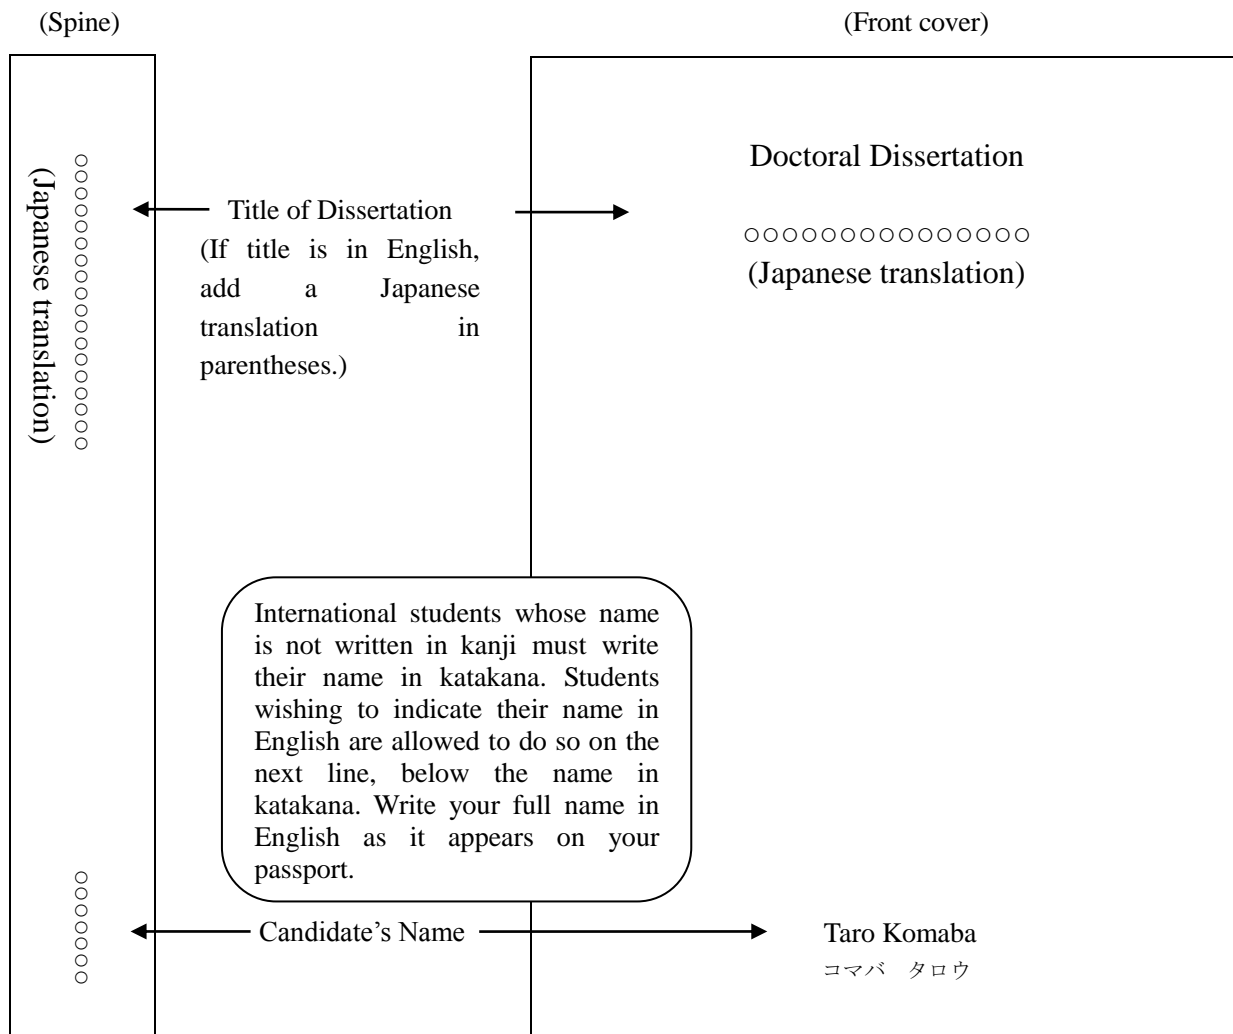 (Spine)
(Front cover)
○○○○○○○○○○○○○○○○○○
(Japanese translation)
Title of Dissertation
(If title is in English,
add a Japanese
translation in
parentheses.)
Doctoral Dissertation
○○○○○○○○○○○○○○○
(Japanese translation)
International students whose name
is not written in kanji must write
their name in katakana. Students
wishing to indicate their name in
English are allowed to do so on the
next line, below the name in
katakana. Write your full name in
English as it appears on your
passport.
○○○○○○○
Candidate’s Name
Taro Komaba
コマバ　タロウ